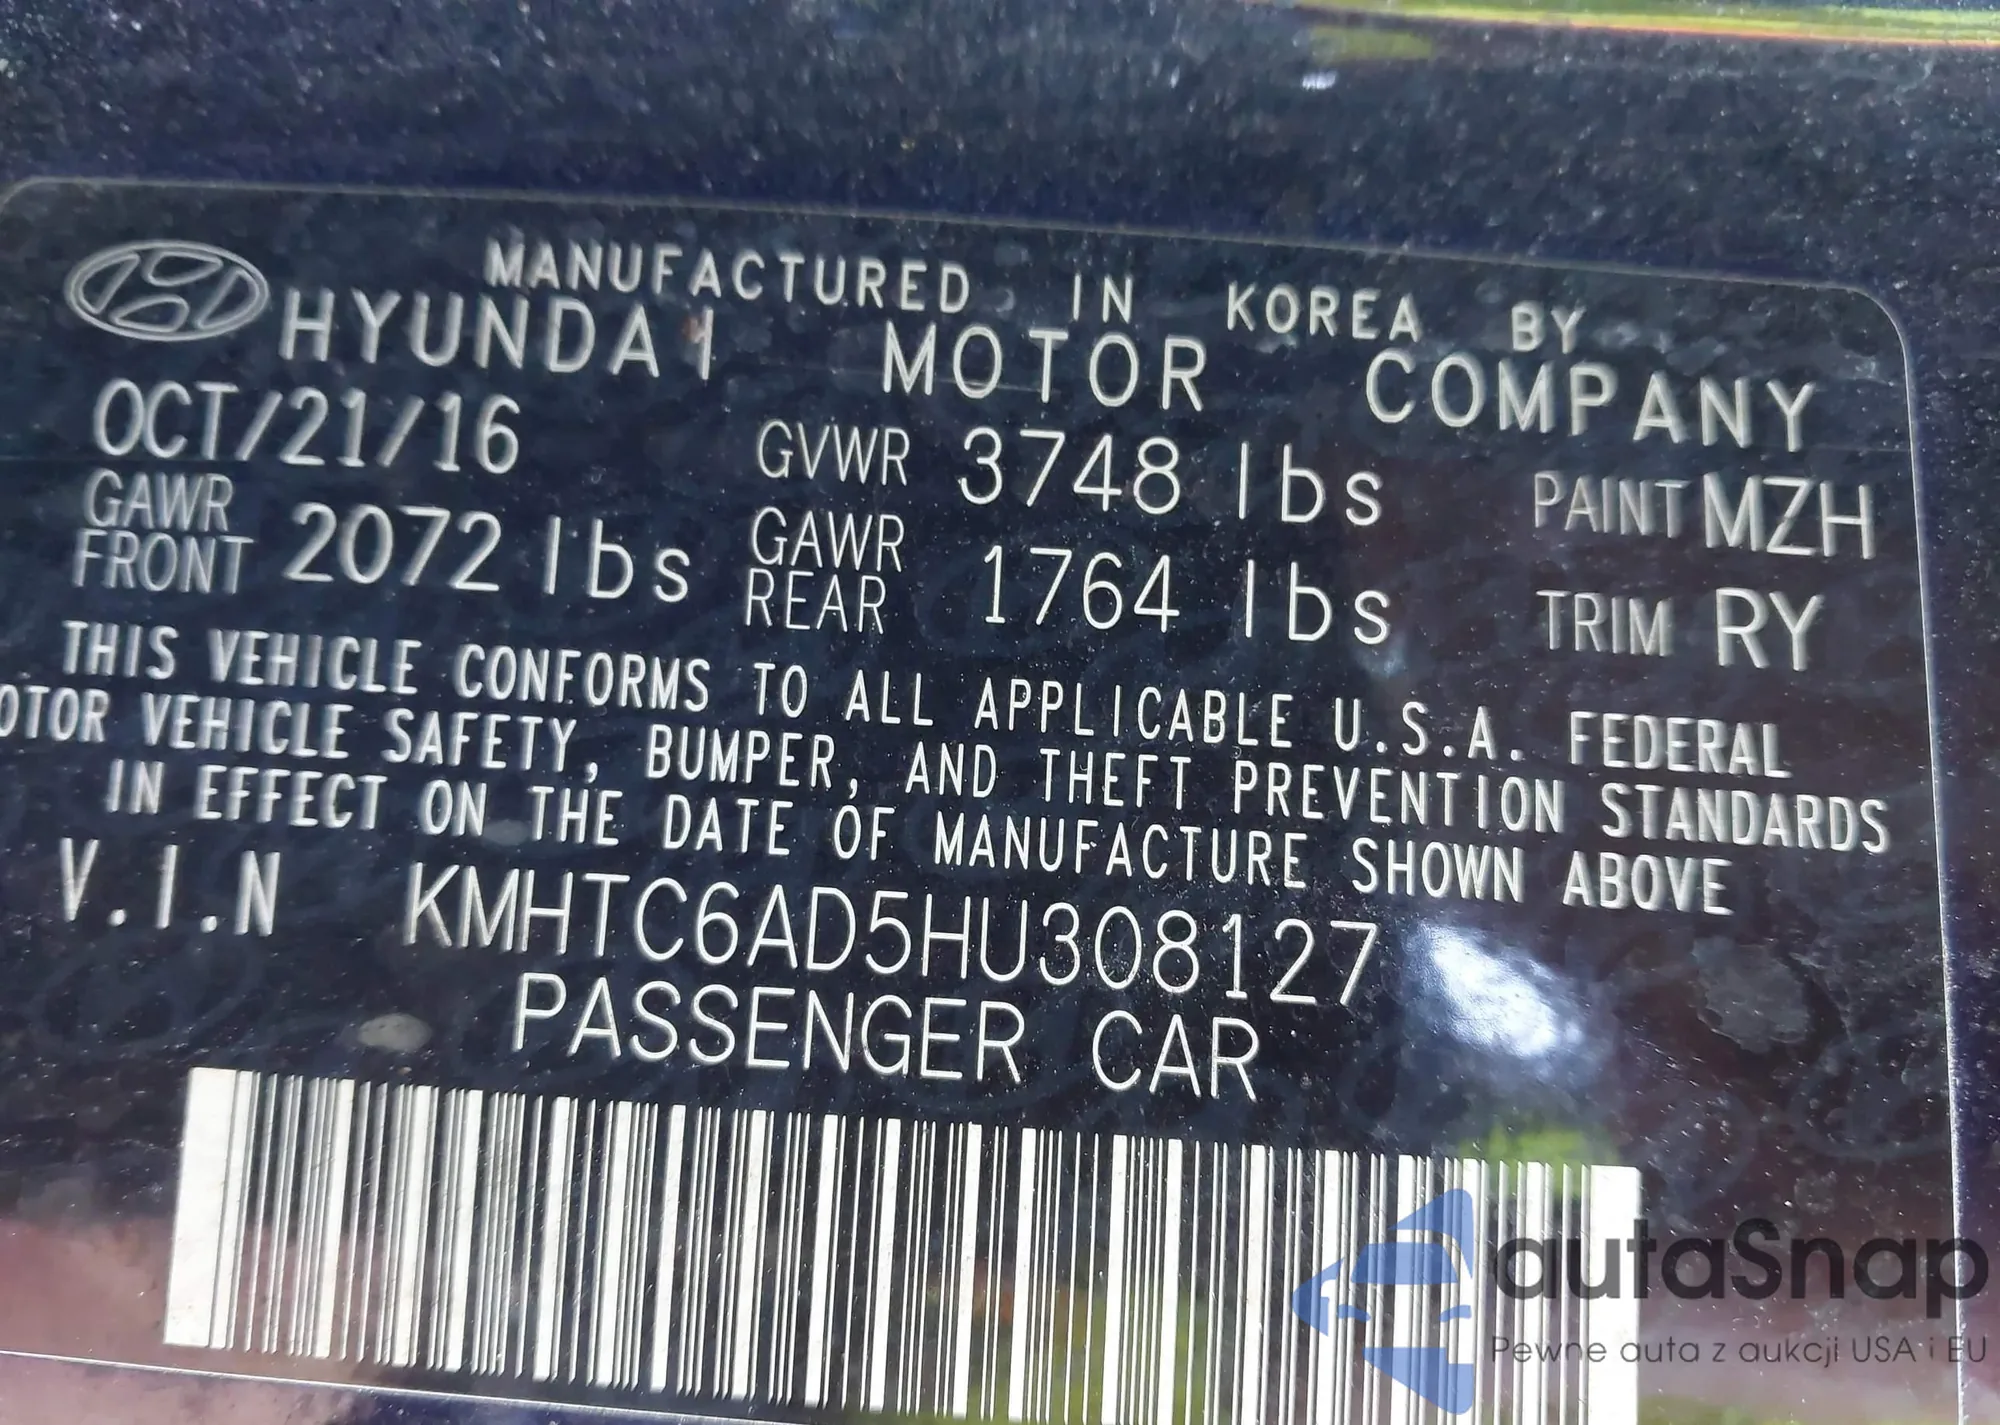 MANUFACTURED IN KOREA BY
HYUNDAI MOTOR COMPANY
OCT/21/16 GVWR 3748 lbs PAINT MZH
GAWR FRONT 2072 lbs GAWR REAR 1764 lbs TRIM RY
THIS VEHICLE CONFORMS TO ALL APPLICABLE U.S.A. FEDERAL
OTOR VEHICLE SAFETY, BUMPER, AND THEFT PREVENTION STANDARDS
IN EFFECT ON THE DATE OF MANUFACTURE SHOWN ABOVE
V.I.N KMHTC6AD5HU308127
PASSENGER CAR
autaSnap
Pewne auta z aukcji USA i EU